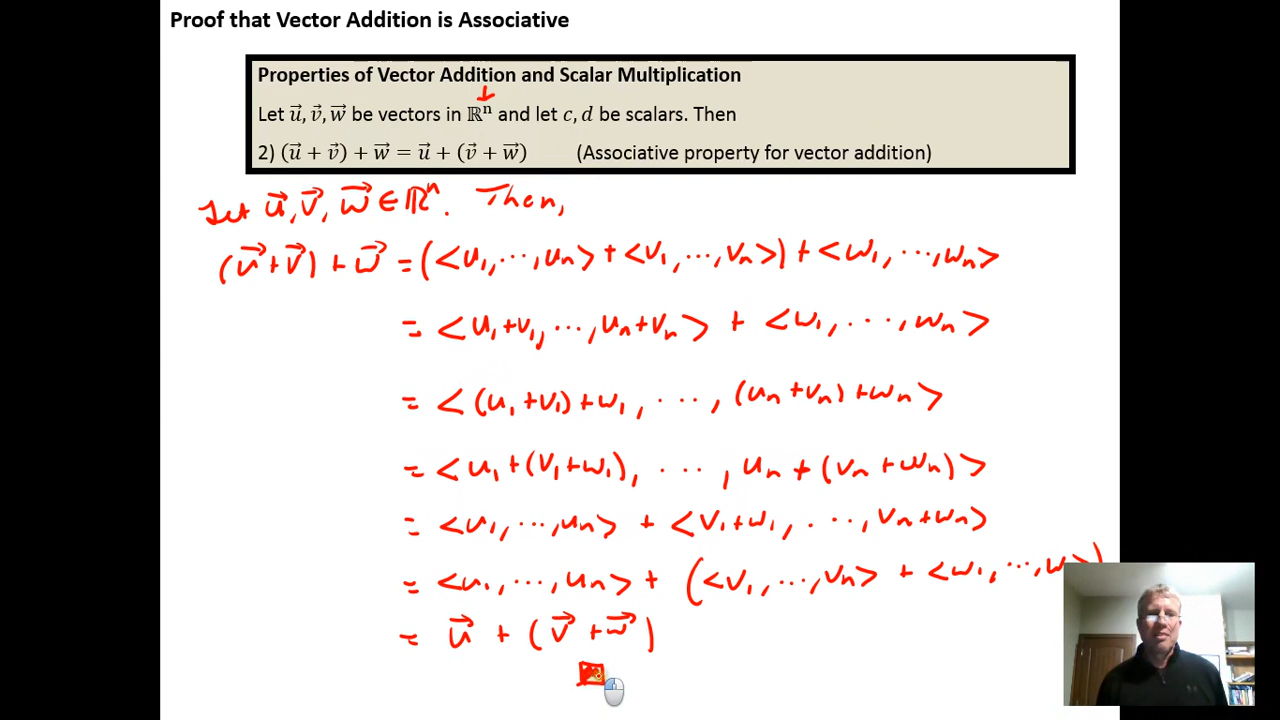 Proof that Vector Addition is Associative
Properties of Vector Addition and Scalar Multiplication
Let u⃗, v⃗, w⃗ be vectors in ℝⁿ and let c, d be scalars. Then
2) (u⃗ + v⃗) + w⃗ = u⃗ + (v⃗ + w⃗) (Associative property for vector addition)
Let u⃗, v⃗, w⃗ ∈ ℝⁿ. Then,
(u⃗+v⃗) + w⃗ = (<u₁, ..., uₙ> + <v₁, ..., vₙ>) + <w₁, ..., wₙ>
= <u₁+v₁, ..., uₙ+vₙ> + <w₁, ..., wₙ>
= <(u₁+v₁)+w₁, ..., (uₙ+vₙ)+wₙ>
= <u₁+(v₁+w₁), ..., uₙ+(vₙ+wₙ)>
= <u₁, ..., uₙ> + <v₁+w₁, ..., vₙ+wₙ>
= <u₁, ..., uₙ> + (<v₁, ..., vₙ> + <w₁, ..., w>)
= u⃗ + (v⃗ + w⃗)